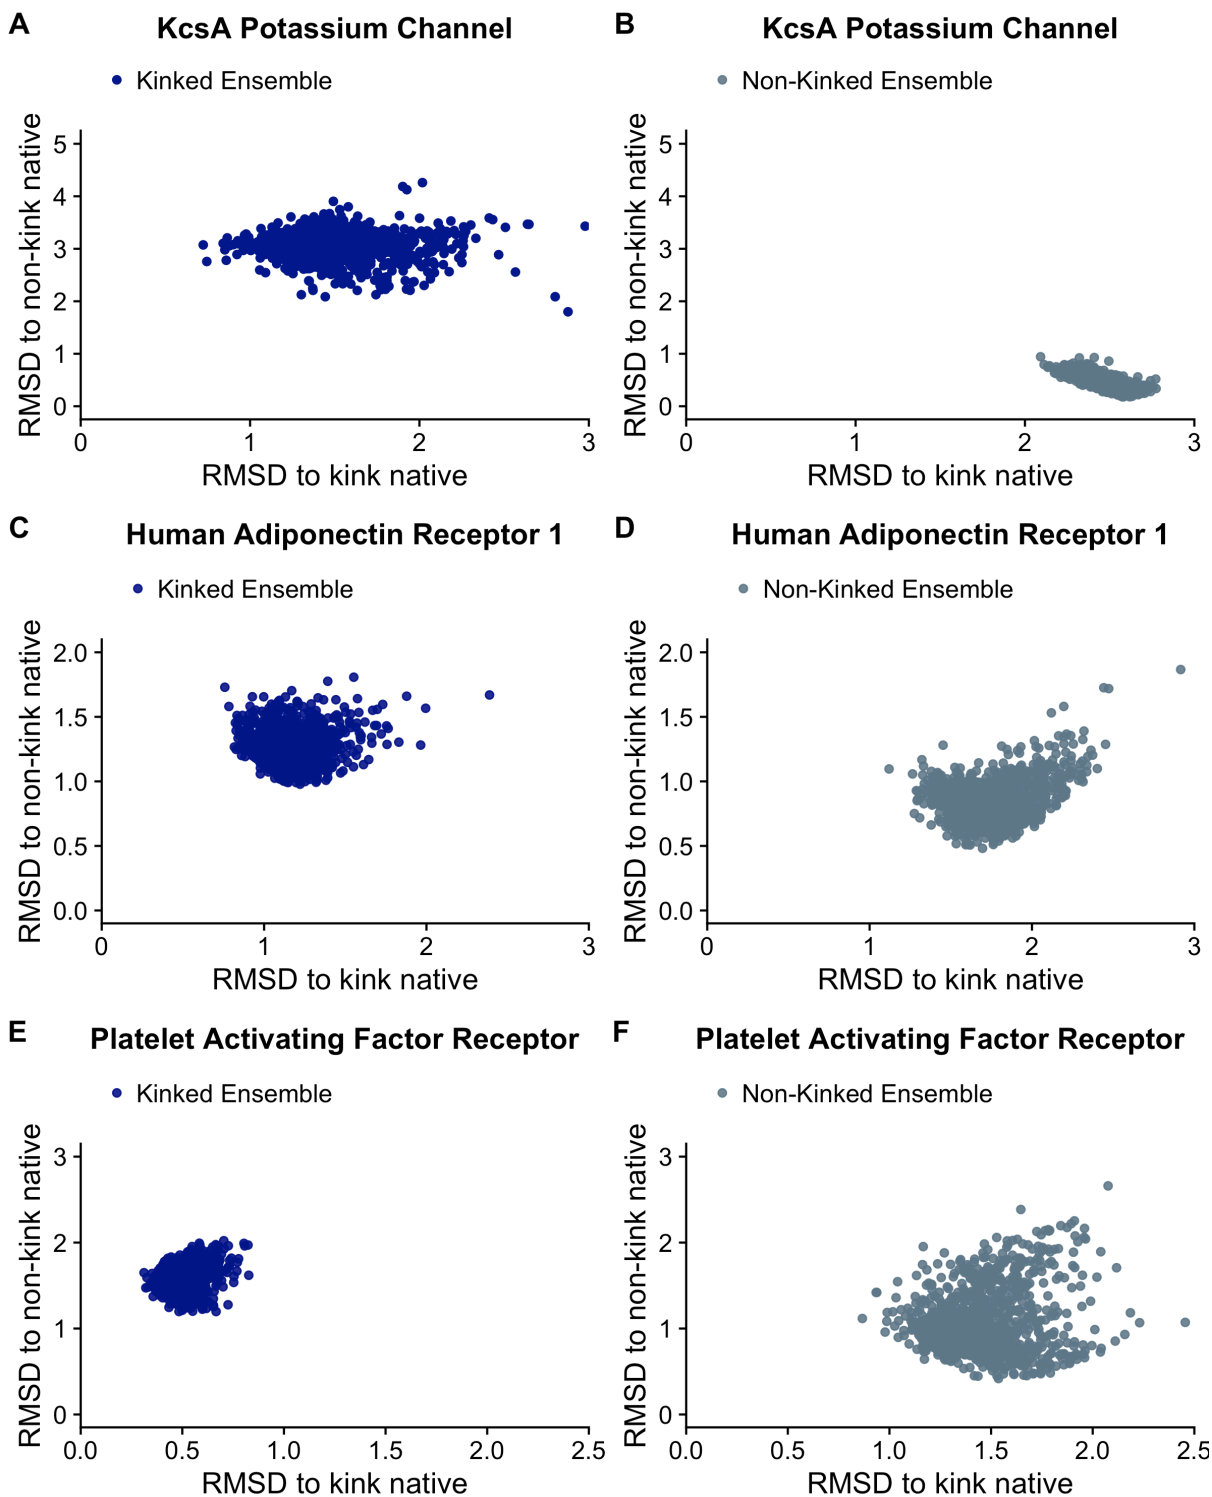 A
KcsA Potassium Channel
Kinked Ensemble
RMSD to non-kink native
5
4
3
2
1
0
0 1 2 3
RMSD to kink native
B
KcsA Potassium Channel
Non-Kinked Ensemble
RMSD to non-kink native
5
4
3
2
1
0
0 1 2 3
RMSD to kink native
C
Human Adiponectin Receptor 1
Kinked Ensemble
RMSD to non-kink native
2.0
1.5
1.0
0.5
0.0
0 1 2 3
RMSD to kink native
D
Human Adiponectin Receptor 1
Non-Kinked Ensemble
RMSD to non-kink native
2.0
1.5
1.0
0.5
0.0
0 1 2 3
RMSD to kink native
E
Platelet Activating Factor Receptor
Kinked Ensemble
RMSD to non-kink native
3
2
1
0
0.0 0.5 1.0 1.5 2.0 2.5
RMSD to kink native
F
Platelet Activating Factor Receptor
Non-Kinked Ensemble
RMSD to non-kink native
3
2
1
0
0.0 0.5 1.0 1.5 2.0 2.5
RMSD to kink native